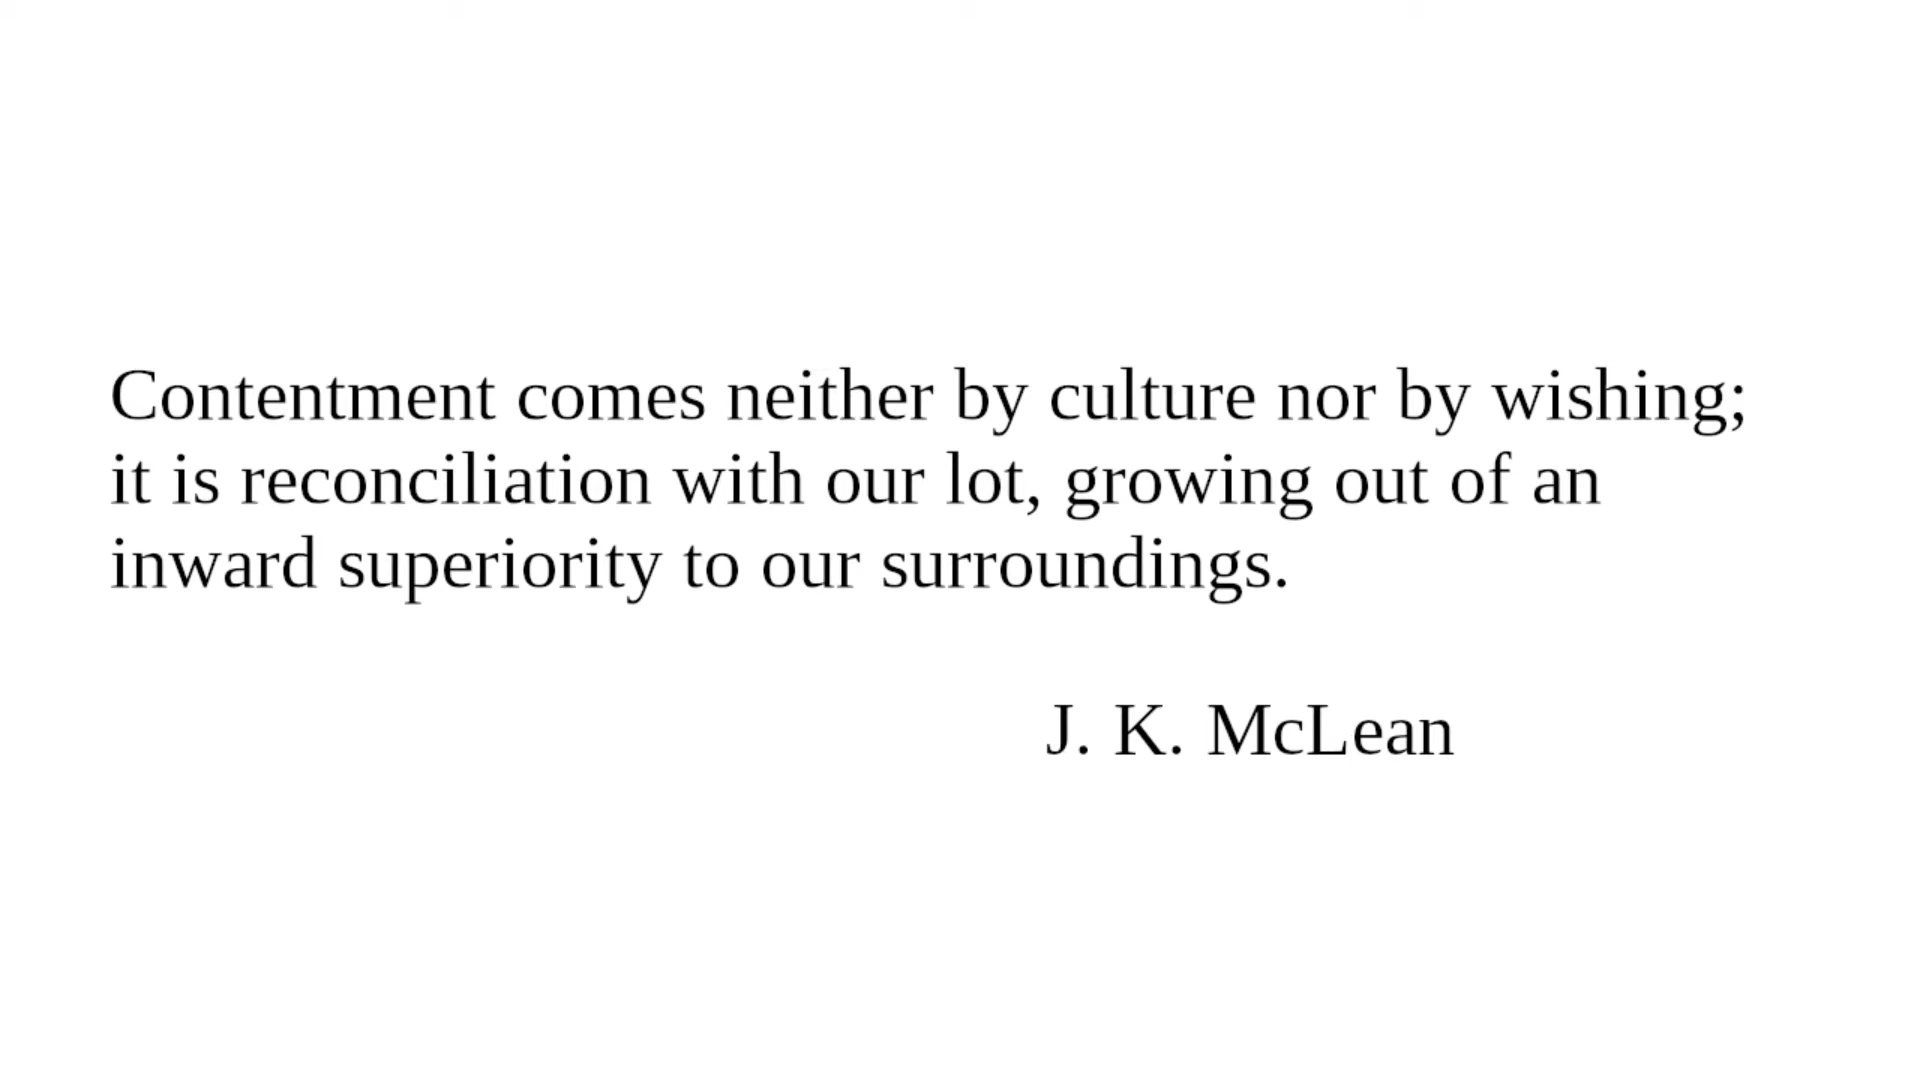 Contentment comes neither by culture nor by wishing;
it is reconciliation with our lot, growing out of an
inward superiority to our surroundings.
J. K. McLean